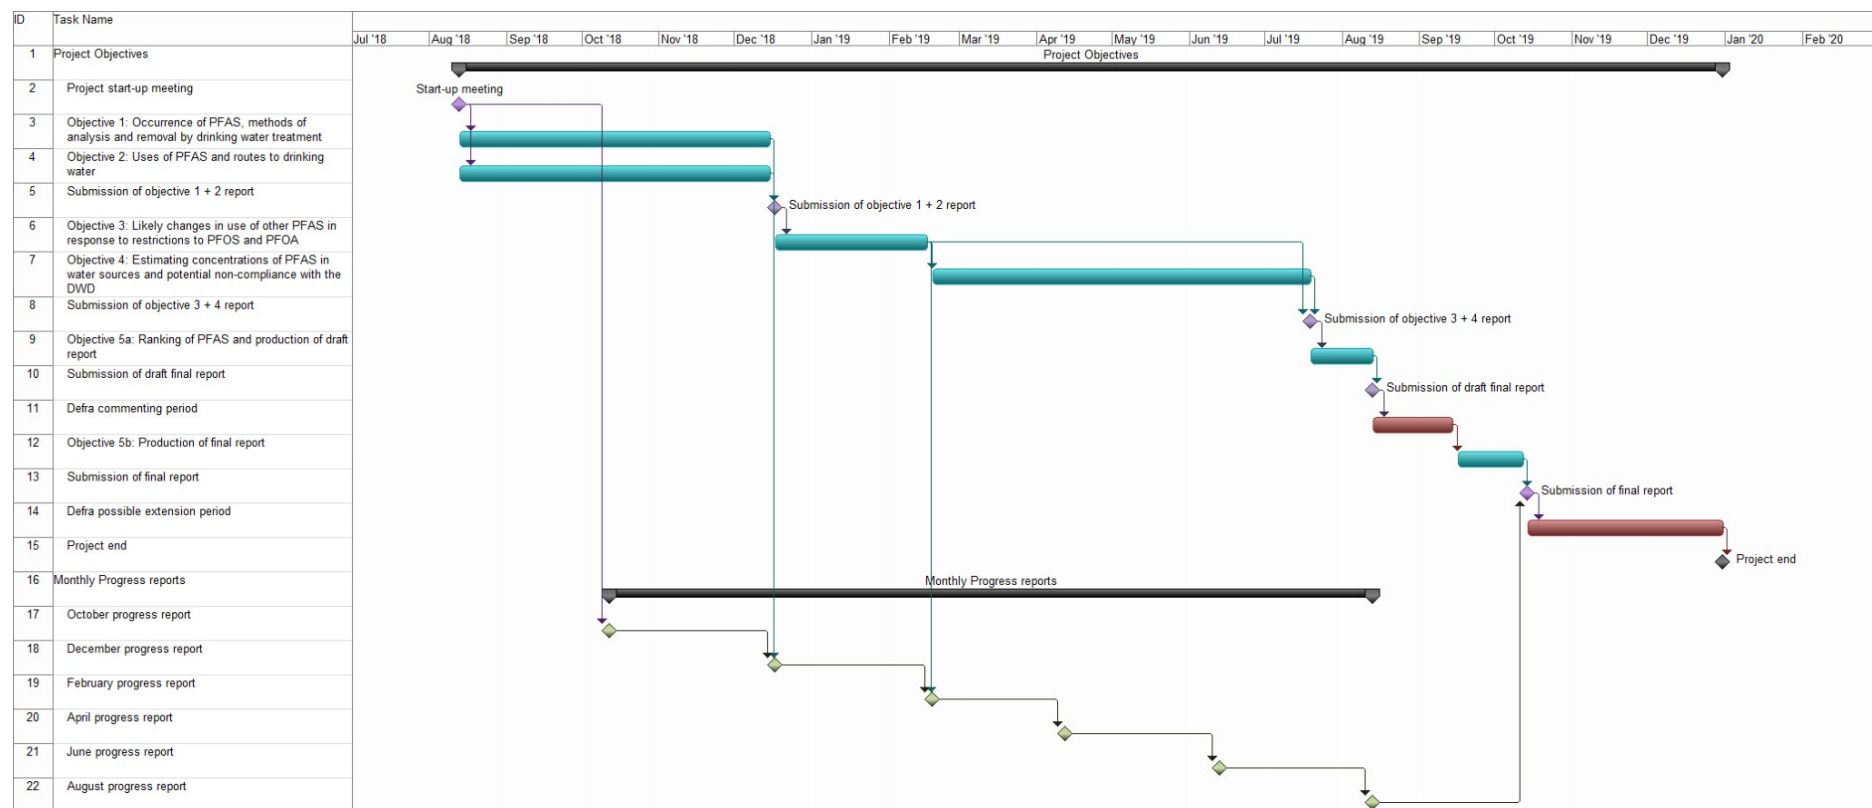 ID Task Name
Jul '18 Aug '18 Sep '18 Oct '18 Nov '18 Dec '18 Jan '19 Feb '19 Mar '19 Apr '19 May '19 Jun '19 Jul '19 Aug '19 Sep '19 Oct '19 Nov '19 Dec '19 Jan '20 Feb '20
1 Project Objectives Project Objectives
2 Project start-up meeting Start-up meeting
3 Objective 1: Occurrence of PFAS, methods of
analysis and removal by drinking water treatment
4 Objective 2: Uses of PFAS and routes to drinking
water
5 Submission of objective 1 + 2 report Submission of objective 1 + 2 report
6 Objective 3: Likely changes in use of other PFAS in
response to restrictions to PFOS and PFOA
7 Objective 4: Estimating concentrations of PFAS in
water sources and potential non-compliance with the
DWD
8 Submission of objective 3 + 4 report Submission of objective 3 + 4 report
9 Objective 5a: Ranking of PFAS and production of draft
report
10 Submission of draft final report Submission of draft final report
11 Defra commenting period
12 Objective 5b: Production of final report
13 Submission of final report Submission of final report
14 Defra possible extension period
15 Project end Project end
16 Monthly Progress reports Monthly Progress reports
17 October progress report
18 December progress report
19 February progress report
20 April progress report
21 June progress report
22 August progress report